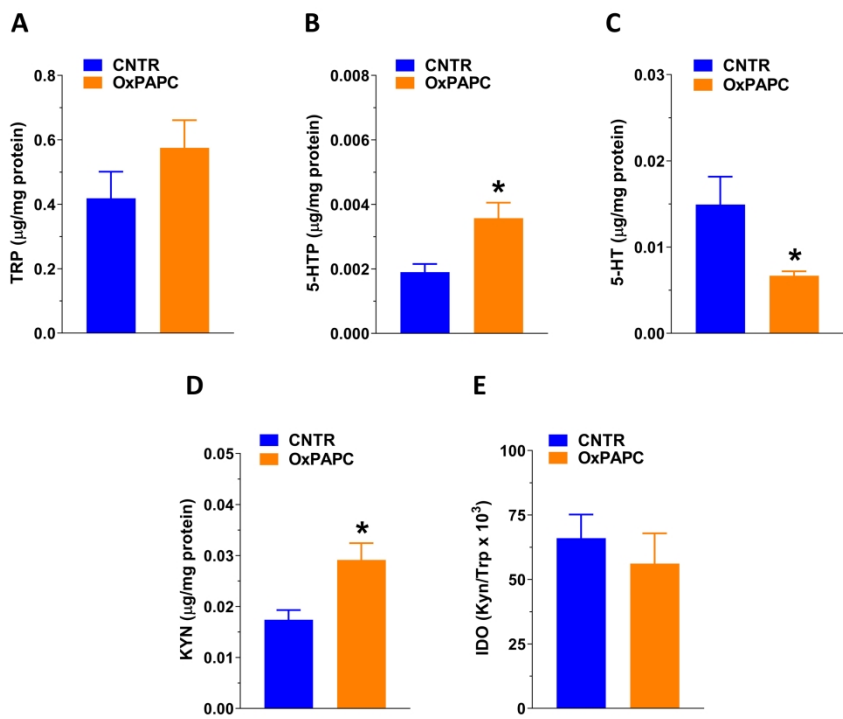 A
CNTR
OxPAPC
0.8
0.6
0.4
0.2
0.0
TRP (μg/mg protein)
B
CNTR
OxPAPC
0.008
0.006
0.004
0.002
0.000
5-HTP (μg/mg protein)
*
C
CNTR
OxPAPC
0.03
0.02
0.01
0.00
5-HT (μg/mg protein)
*
D
CNTR
OxPAPC
0.05
0.04
0.03
0.02
0.01
0.00
KYN (μg/mg protein)
*
E
CNTR
OxPAPC
100
75
50
25
0
IDO (Kyn/Trp x 10³)